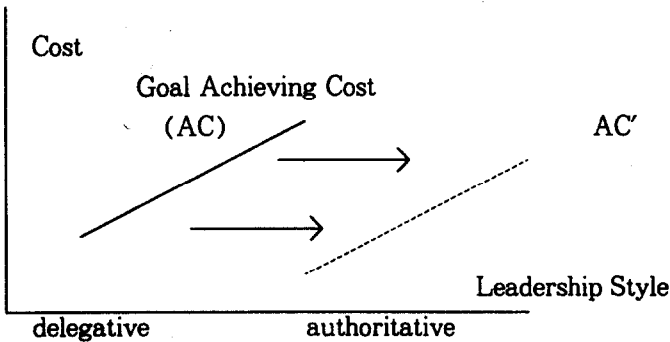 Cost
Goal Achieving Cost
(AC)
AC′
Leadership Style
delegative
authoritative